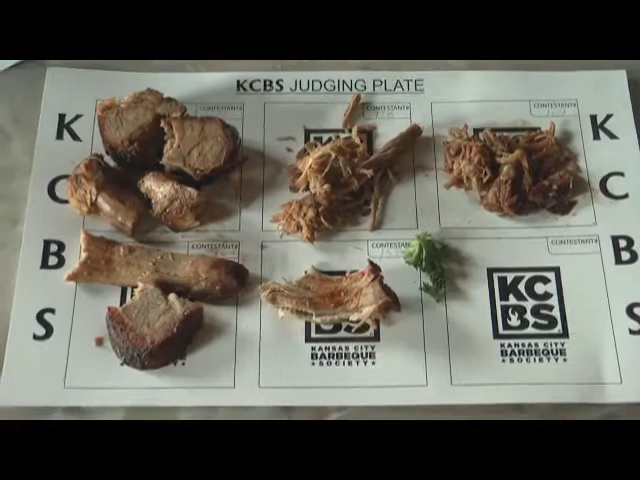 KCBS JUDGING PLATE
CONTESTANT# CONTESTANT# CONTESTANT#
K K
C C
B B
S S
CONTESTANT# CONTESTANT# CONTESTANT#
KC
BS BS
KANSAS CITY KANSAS CITY
BARBEQUE BARBEQUE
SOCIETY SOCIETY